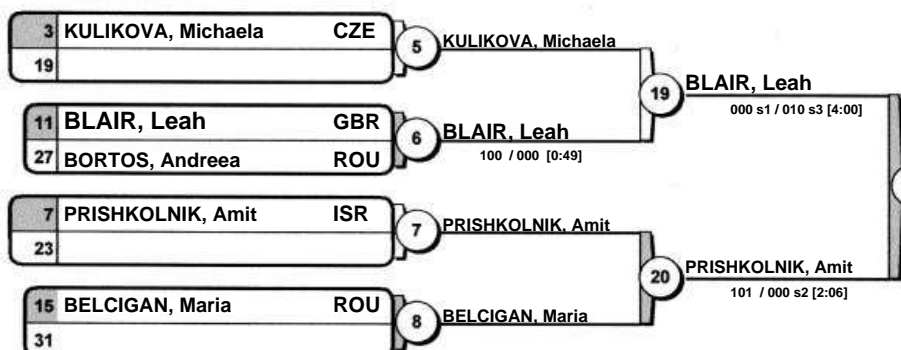 3 KULIKOVA, Michaela CZE
19
5 KULIKOVA, Michaela
11 BLAIR, Leah GBR
27 BORTOS, Andreea ROU
6 BLAIR, Leah
100 / 000 [0:49]
19 BLAIR, Leah
000 s1 / 010 s3 [4:00]
7 PRISHKOLNIK, Amit ISR
23
7 PRISHKOLNIK, Amit
15 BELCIGAN, Maria ROU
31
8 BELCIGAN, Maria
20 PRISHKOLNIK, Amit
101 / 000 s2 [2:06]